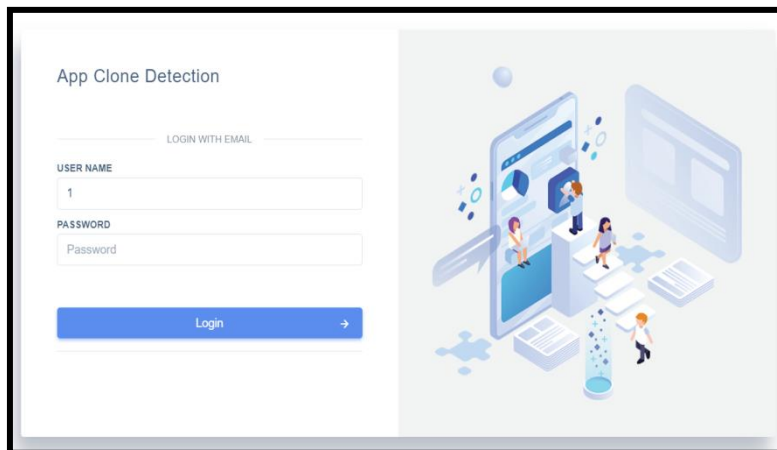 App Clone Detection
LOGIN WITH EMAIL
USER NAME
1
PASSWORD
Password
Login